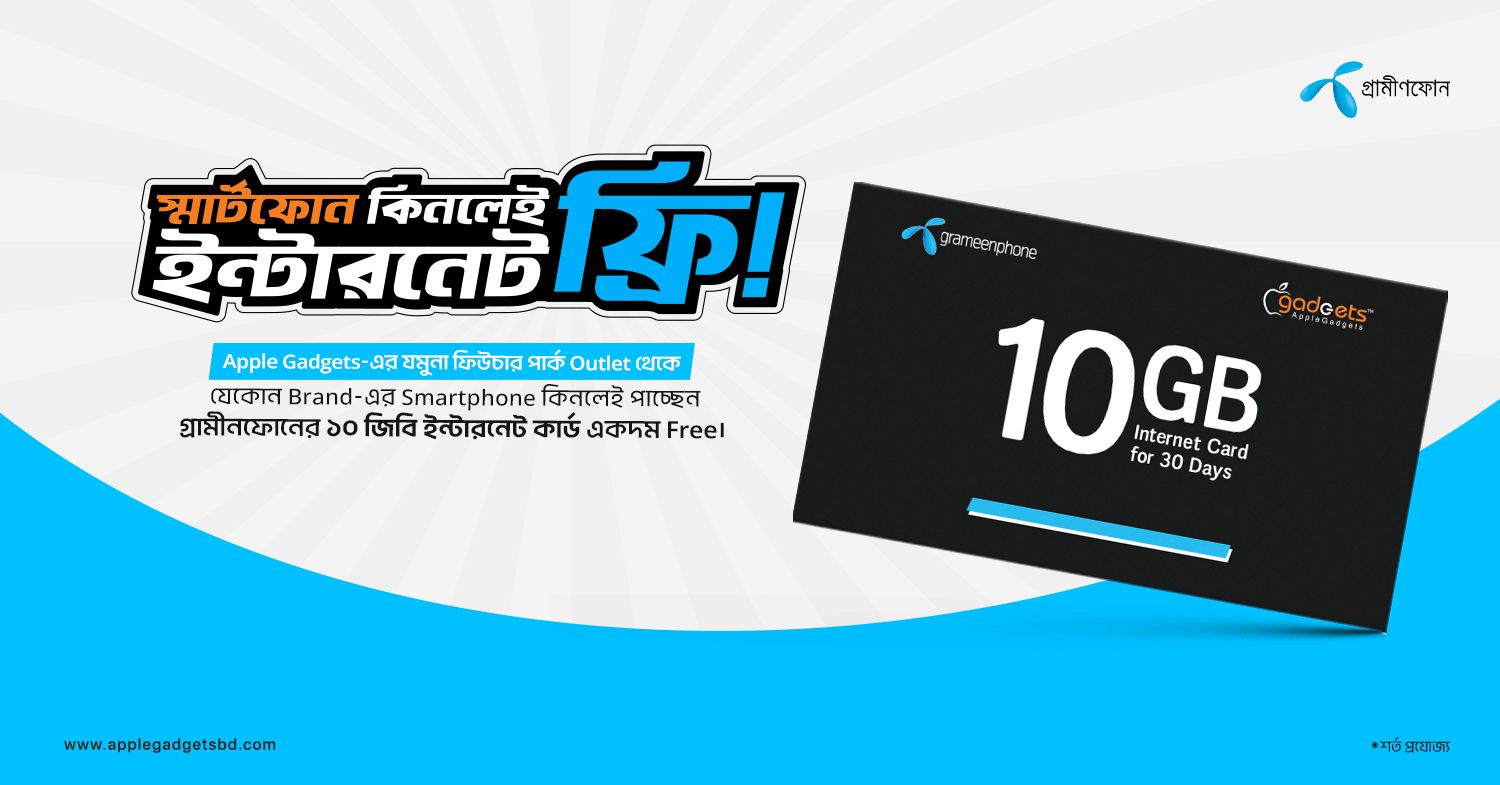 গ্রামীণফোন
স্মার্টফোন কিনলেই
ইন্টারনেট
ফ্রি!
Apple Gadgets-এর যমুনা ফিউচার পার্ক Outlet থেকে
যেকোন Brand-এর Smartphone কিনলেই পাচ্ছেন
গ্রামীনফোনের ১০ জিবি ইন্টারনেট কার্ড একদম Free।
grameenphone
gadgets™
AppleGadgets
10GB
Internet Card
for 30 Days
www.applegadgetsbd.com
*শর্ত প্রযোজ্য